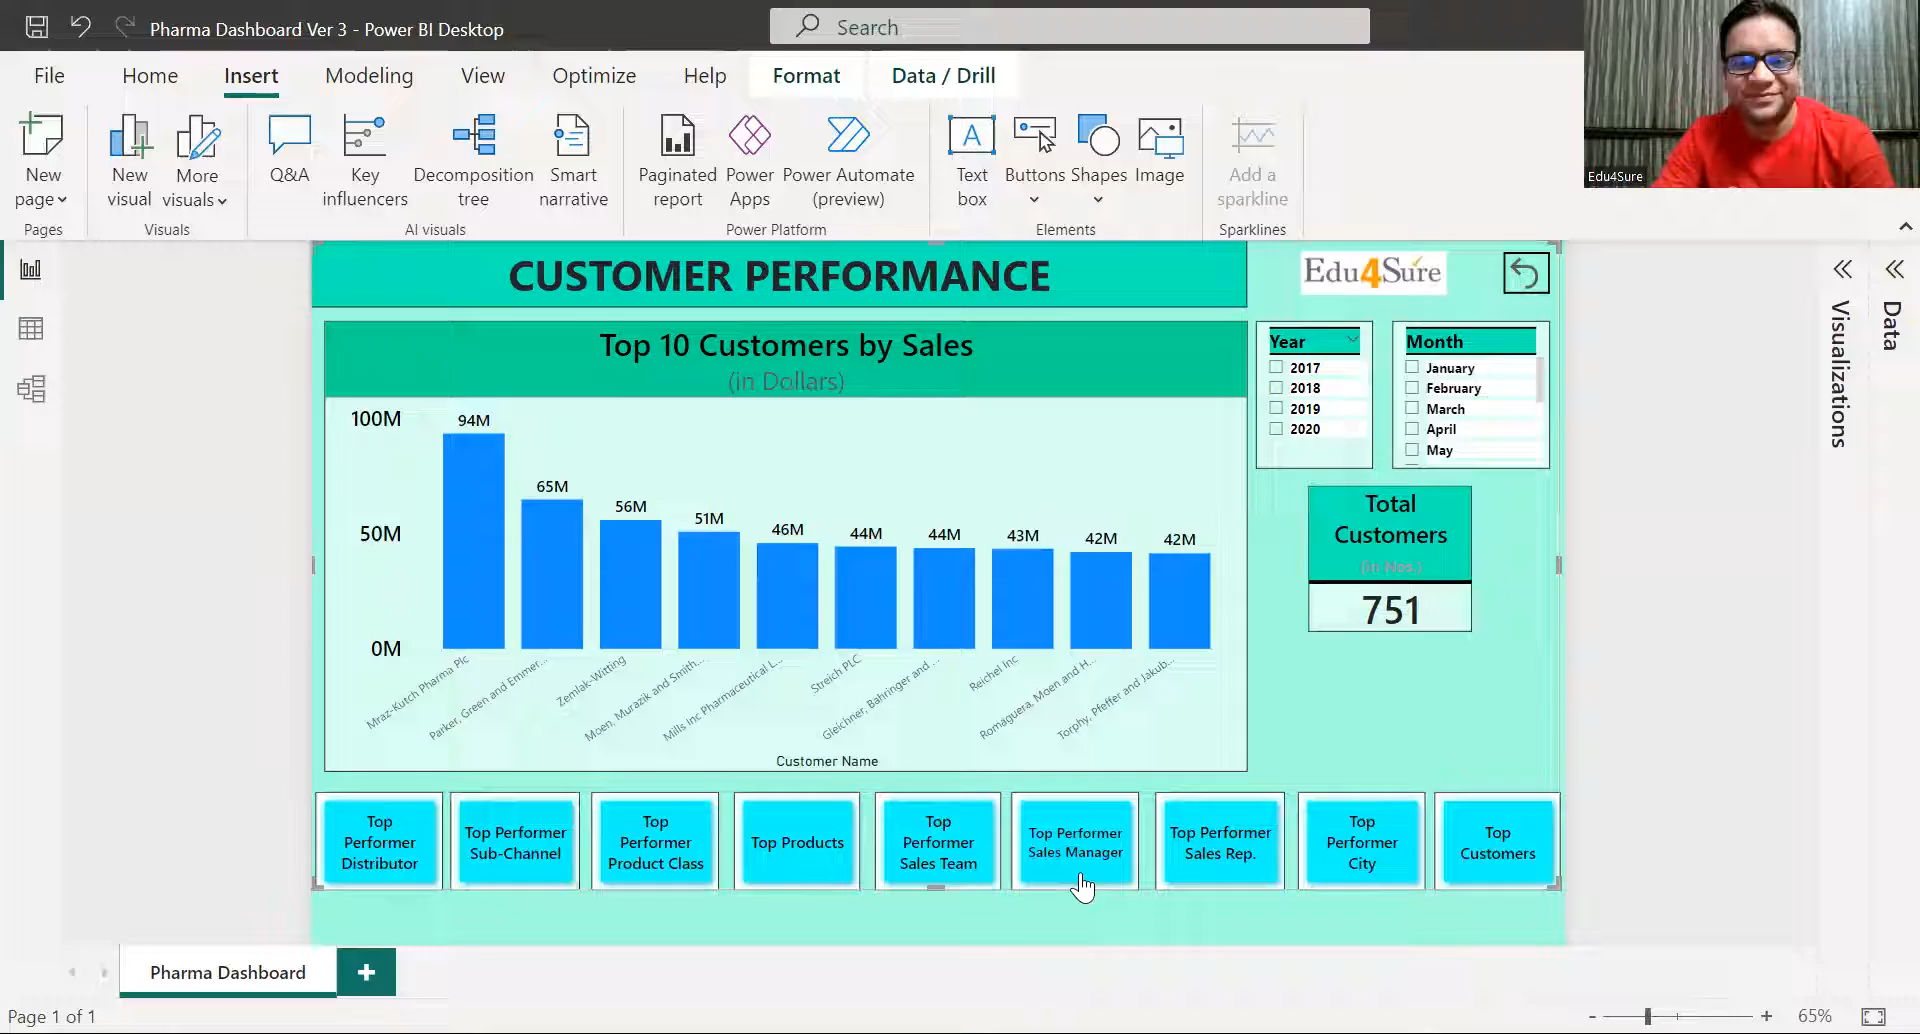 Pharma Dashboard Ver 3 - Power BI Desktop
Search
File
Home
Insert
Modeling
View
Optimize
Help
Format
Data / Drill
New
page
New
visual
More
visuals
Q&A
Key
influencers
Decomposition
tree
Smart
narrative
Paginated
report
Power
Apps
Power Automate
(preview)
Text
box
Buttons
Shapes
Image
Add a
sparkline
Pages
Visuals
AI visuals
Power Platform
Elements
Sparklines
Edu4Sure
CUSTOMER PERFORMANCE
Edu4Sure
Top 10 Customers by Sales
(in Dollars)
100M
50M
0M
94M
65M
56M
51M
46M
44M
44M
43M
42M
42M
Mraz-Kutch Pharma Plc
Parker, Green and Emmer...
Zemlak-Witting
Moen, Murazik and Smith...
Mills Inc Pharmaceutical L...
Streich PLC
Gleichner, Bahringer and ...
Reichel Inc
Romaguera, Moen and H...
Torphy, Pfeffer and Jakub...
Customer Name
Year
2017
2018
2019
2020
Month
January
February
March
April
May
Total
Customers
(in Nos.)
751
Visualizations
Data
Top
Performer
Distributor
Top Performer
Sub-Channel
Top
Performer
Product Class
Top Products
Top
Performer
Sales Team
Top Performer
Sales Manager
Top Performer
Sales Rep.
Top
Performer
City
Top
Customers
Pharma Dashboard
+
Page 1 of 1
- + 65%